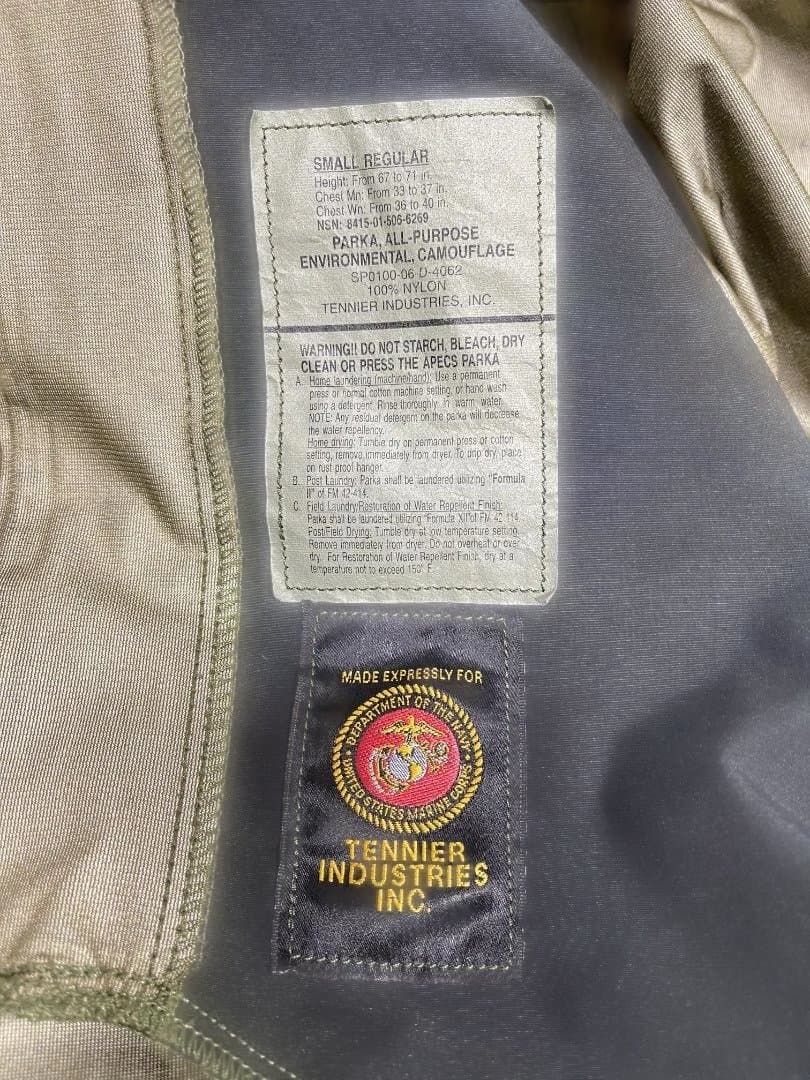 SMALL REGULAR
Height: From 67 to 71 in.
Chest Mn: From 33 to 37 in.
Chest Wn: From 36 to 40 in.
NSN: 8415-01-506-6269
PARKA, ALL-PURPOSE
ENVIRONMENTAL, CAMOUFLAGE
SP0100-06-D-4062
100% NYLON
TENNIER INDUSTRIES, INC.
WARNING!! DO NOT STARCH, BLEACH, DRY
CLEAN OR PRESS THE APECS PARKA
A. Home laundering (machine/hand): Use a permanent
press or normal cotton machine setting, or hand wash
using a detergent. Rinse thoroughly in warm water.
NOTE: Any residual detergent on the parka will decrease
the water repellency.
Home drying: Tumble dry on permanent press or cotton
setting, remove immediately from dryer. To drip dry, place
on rust proof hanger.
B. Post Laundry: Parka shall be laundered utilizing "Formula
II" of FM 42-414.
C. Field Laundry/Restoration of Water Repellent Finish:
Parka shall be laundered utilizing "Formula XII" of FM 42-414.
Post/Field Drying: Tumble dry at low temperature setting.
Remove immediately from dryer. Do not overheat or over
dry. For Restoration of Water Repellent Finish, dry at a
temperature not to exceed 150° F.
MADE EXPRESSLY FOR
DEPARTMENT OF THE NAVY
UNITED STATES MARINE CORPS
TENNIER
INDUSTRIES
INC.